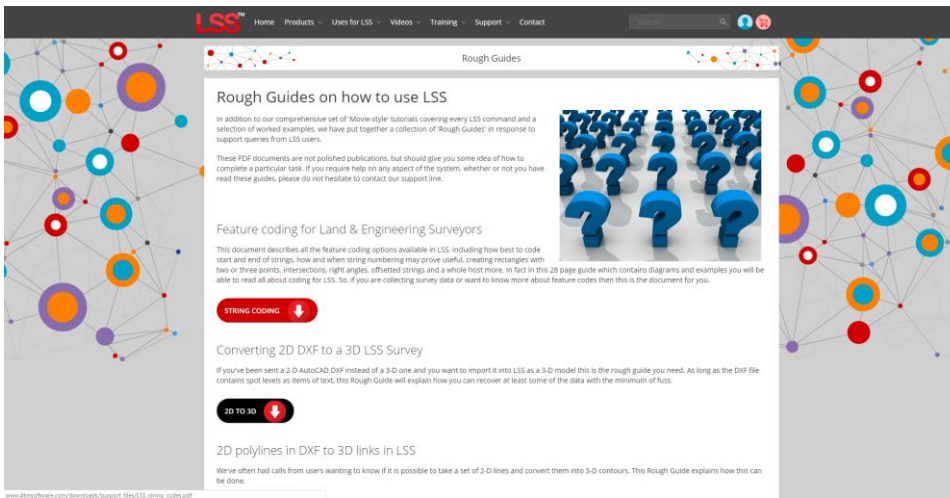 LSS™ Home Products Uses for LSS Videos Training Support Contact Search
Rough Guides
Rough Guides on how to use LSS
In addition to our comprehensive set of 'Movie-style' tutorials covering every LSS command and a
selection of worked examples, we have put together a collection of 'Rough Guides' in response to
support queries from LSS users.
These PDF documents are not polished publications, but should give you some idea of how to
complete a particular task. If you require help on any aspect of the system, whether or not you have
read these guides, please do not hesitate to contact our support line.
Feature coding for Land & Engineering Surveyors
This document describes all the feature coding options available in LSS, including how best to code
start and end of strings, how and when string numbering may prove useful, creating rectangles with
two or three points, intersections, right angles, offsetted strings and a whole host more. In fact in this 28 page guide which contains diagrams and examples you will be
able to read all about coding for LSS. So, if you are collecting survey data or want to know more about feature codes then this is the document for you.
STRING CODING
Converting 2D DXF to a 3D LSS Survey
If you've been sent a 2-D AutoCAD DXF instead of a 3-D one and you want to import it into LSS as a 3-D model this is the rough guide you need. As long as the DXF file
contains spot levels as items of text, this Rough Guide will explain how you can recover at least some of the data with the minimum of fuss.
2D TO 3D
2D polylines in DXF to 3D links in LSS
We've often had calls from users wanting to know if it is possible to take a set of 2-D lines and convert them into 3-D contours. This Rough Guide explains how this can
be done.
www.dtmsoftware.com/downloads/support_files/LSS_string_codes.pdf